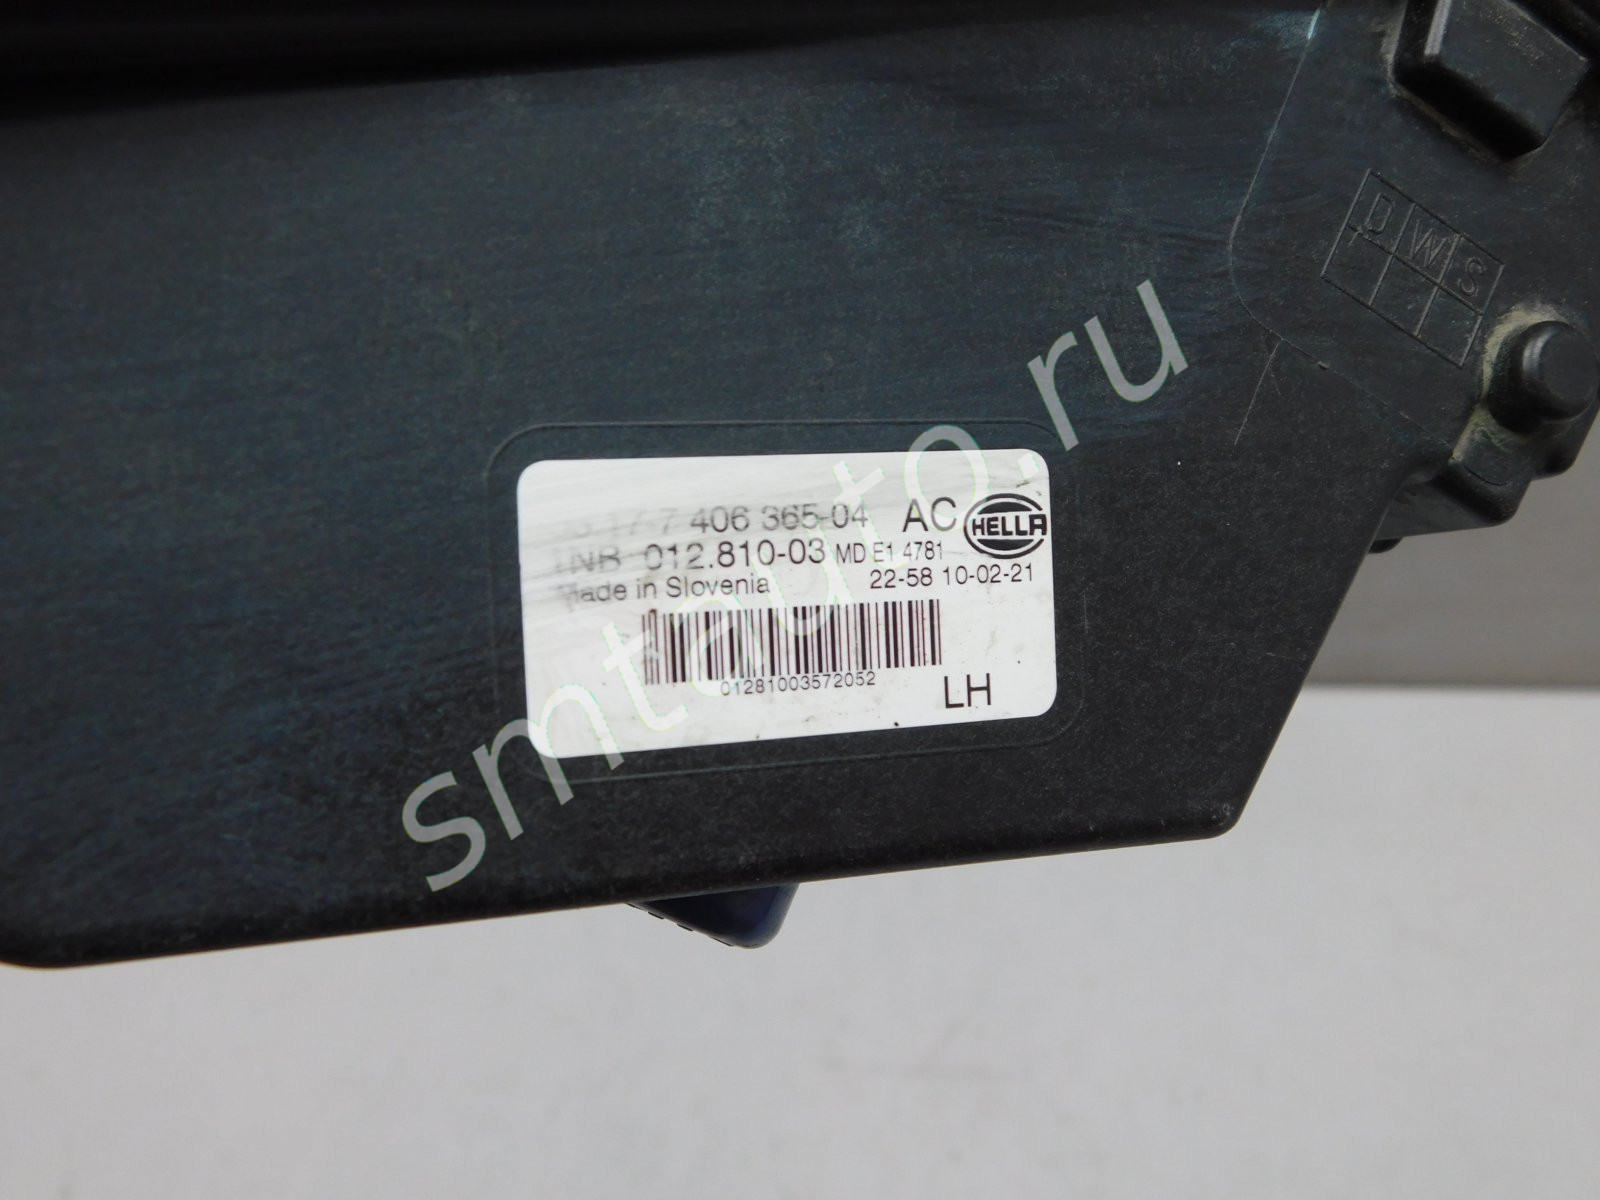 D W S
7 406 365-04 AC HELLA
012.810-03 MD E1 4781
Made in Slovenia 22-58 10-02-21
01281003572052
LH
smtauto.ru